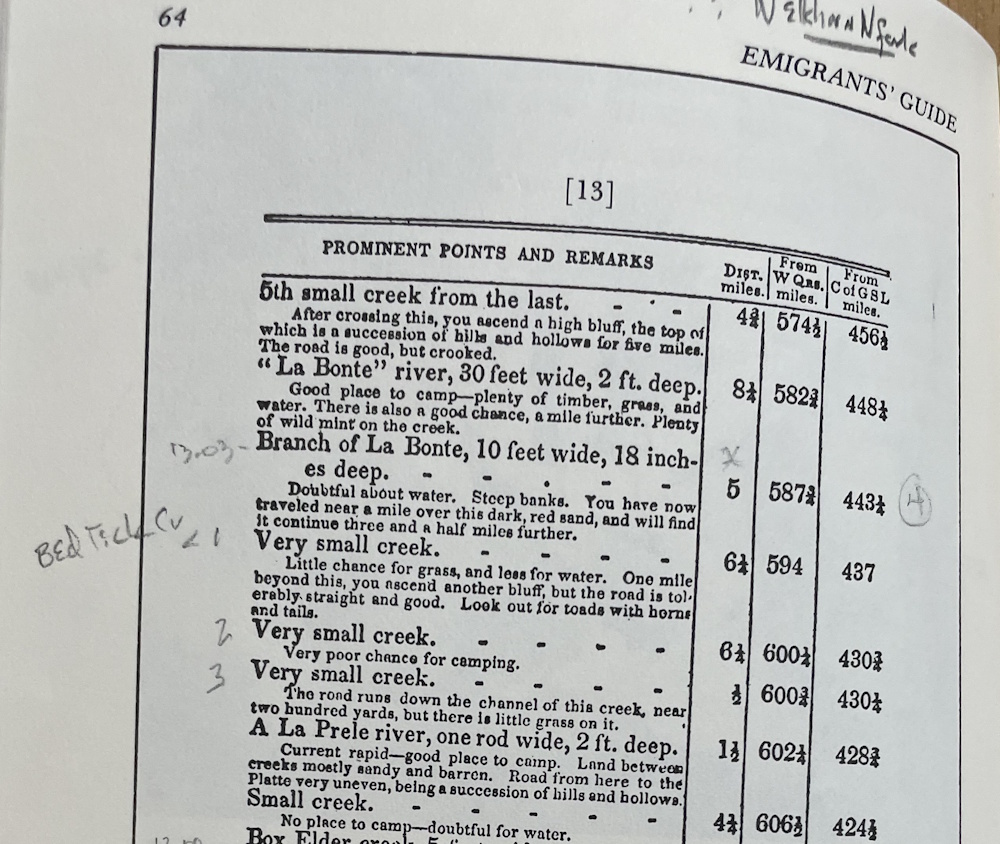 64
EMIGRANTS' GUIDE
[13]
PROMINENT POINTS AND REMARKS DIST. miles. From W Qrs. miles. From C of GSL miles.
5th small creek from the last. - - - 4¾ 574½ 456½
After crossing this, you ascend a high bluff, the top of
which is a succession of hills and hollows for five miles.
The road is good, but crooked.
"La Bonte" river, 30 feet wide, 2 ft. deep. 8¼ 582¾ 448¼
Good place to camp—plenty of timber, grass, and
water. There is also a good chance, a mile further. Plenty
of wild mint on the creek.
Branch of La Bonte, 10 feet wide, 18 inch-
es deep. - - - - - 5 587¾ 443¼
Doubtful about water. Steep banks. You have now
traveled near a mile over this dark, red sand, and will find
it continue three and a half miles further.
Bed Tick Cr
< 1
Very small creek. - - - - 6¼ 594 437
Little chance for grass, and less for water. One mile
beyond this, you ascend another bluff, but the road is tol-
erably straight and good. Look out for toads with horns
and tails.
2 Very small creek. - - - - 6¼ 600¼ 430¾
Very poor chance for camping.
3 Very small creek. - - - - ½ 600¾ 430¼
The road runs down the channel of this creek, near
two hundred yards, but there is little grass on it.
A La Prele river, one rod wide, 2 ft. deep. 1½ 602¼ 428¾
Current rapid—good place to camp. Land between
creeks mostly sandy and barren. Road from here to the
Platte very uneven, being a succession of hills and hollows.
Small creek. - - - - - 4¼ 606½ 424½
No place to camp—doubtful for water.
Box Elder